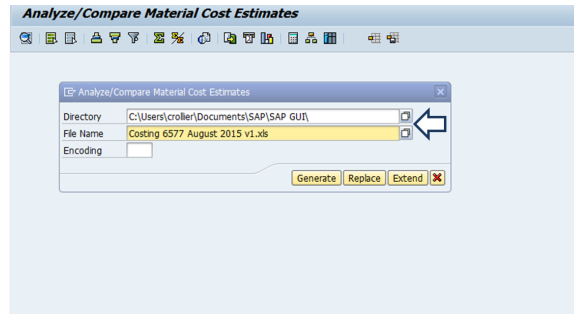 Analyze/Compare Material Cost Estimates
Analyze/Compare Material Cost Estimates
Directory C:\Users\crollier\Documents\SAP\SAP GUI\
File Name Costing 6577 August 2015 v1.xls
Encoding
Generate Replace Extend